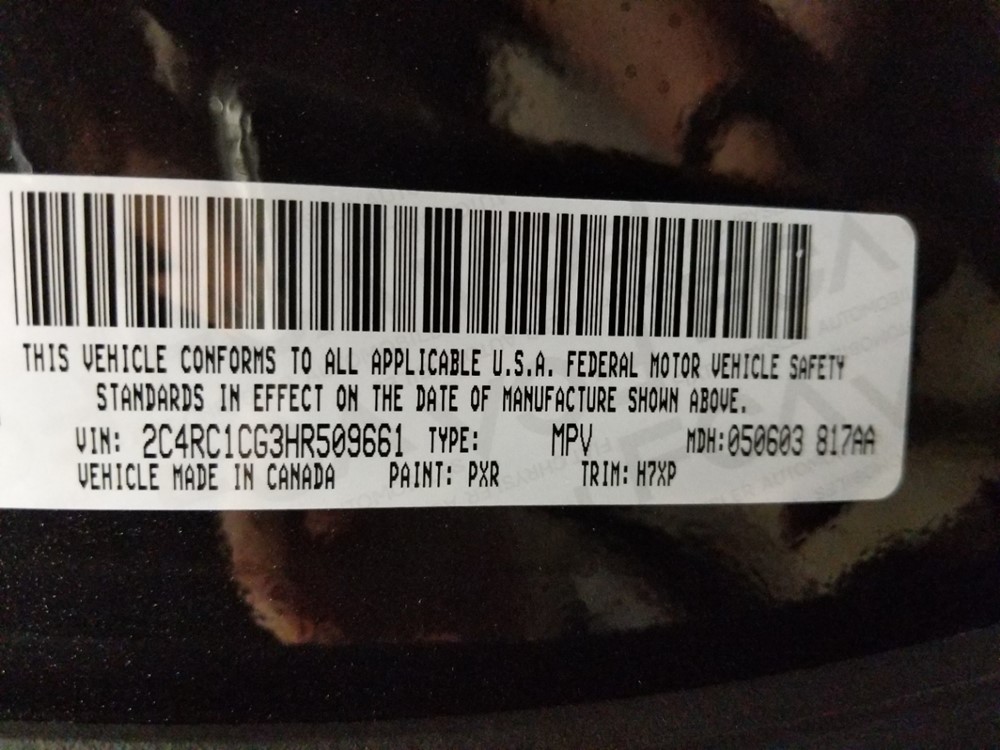 THIS VEHICLE CONFORMS TO ALL APPLICABLE U.S.A. FEDERAL MOTOR VEHICLE SAFETY
STANDARDS IN EFFECT ON THE DATE OF MANUFACTURE SHOWN ABOVE.
VIN: 2C4RC1CG3HR509661 TYPE: MPV MDH:050603 817AA
VEHICLE MADE IN CANADA PAINT: PXR TRIM: H7XP